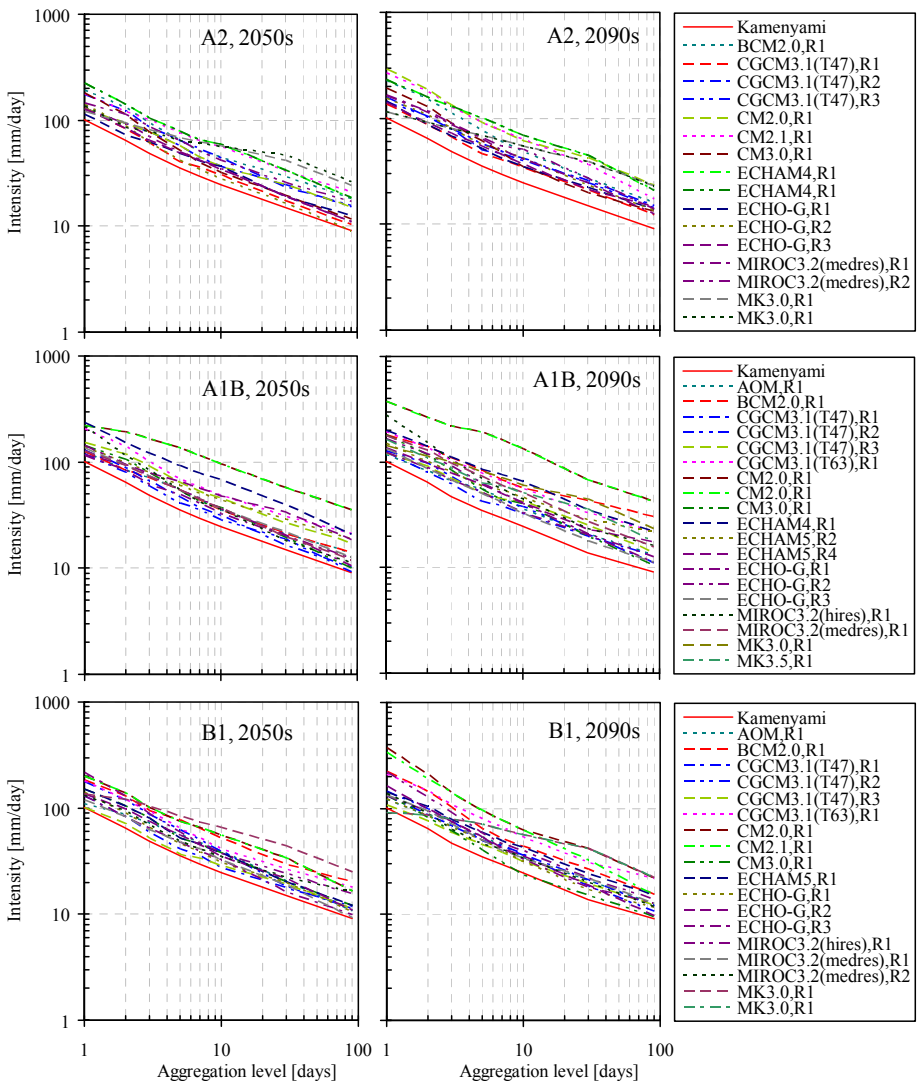 1000
100
10
1
Intensity [mm/day]
A2, 2050s
A2, 2090s
Kamenyami
BCM2.0,R1
CGCM3.1(T47),R1
CGCM3.1(T47),R2
CGCM3.1(T47),R3
CM2.0,R1
CM2.1,R1
CM3.0,R1
ECHAM4,R1
ECHAM4,R1
ECHO-G,R1
ECHO-G,R2
ECHO-G,R3
MIROC3.2(medres),R1
MIROC3.2(medres),R2
MK3.0,R1
MK3.0,R1
1000
100
10
1
Intensity [mm/day]
A1B, 2050s
A1B, 2090s
Kamenyami
AOM,R1
BCM2.0,R1
CGCM3.1(T47),R1
CGCM3.1(T47),R2
CGCM3.1(T47),R3
CGCM3.1(T63),R1
CM2.0,R1
CM2.0,R1
CM3.0,R1
ECHAM4,R1
ECHAM5,R2
ECHAM5,R4
ECHO-G,R1
ECHO-G,R2
ECHO-G,R3
MIROC3.2(hires),R1
MIROC3.2(medres),R1
MK3.0,R1
MK3.5,R1
1000
100
10
1
Intensity [mm/day]
B1, 2050s
B1, 2090s
1 10 100
1 10 100
Aggregation level [days]
Aggregation level [days]
Kamenyami
AOM,R1
BCM2.0,R1
CGCM3.1(T47),R1
CGCM3.1(T47),R2
CGCM3.1(T47),R3
CGCM3.1(T63),R1
CM2.0,R1
CM2.1,R1
CM3.0,R1
ECHAM5,R1
ECHO-G,R1
ECHO-G,R2
ECHO-G,R3
MIROC3.2(hires),R1
MIROC3.2(medres),R1
MIROC3.2(medres),R2
MK3.0,R1
MK3.0,R1